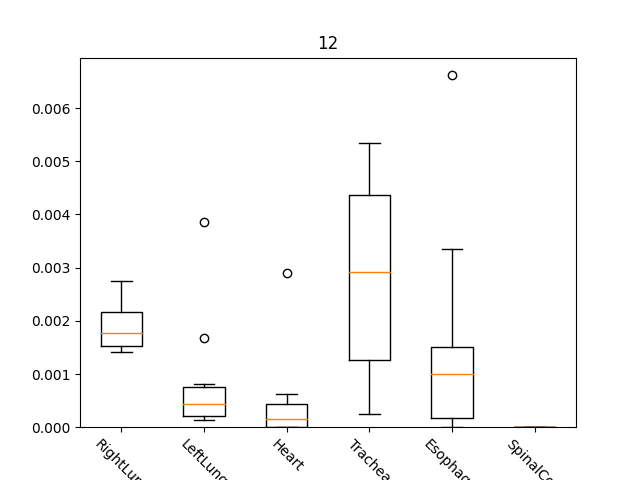 12
0.006
0.005
0.004
0.003
0.002
0.001
0.000
RightLun
LeftLung
Heart
Trachea
Esophag
SpinalCo